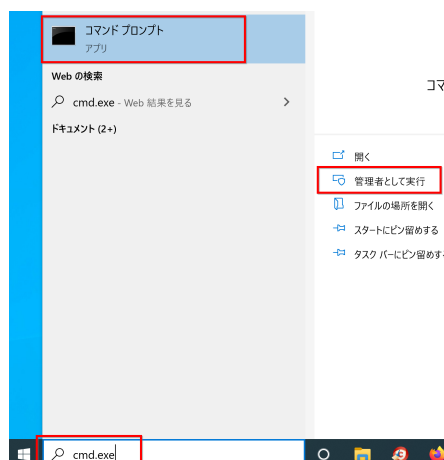 コマンド プロンプト
アプリ
Web の検索
cmd.exe - Web 結果を見る
ドキュメント (2+)
コマ
開く
管理者として実行
ファイルの場所を開く
スタートにピン留めする
タスク バーにピン留めす
cmd.exe